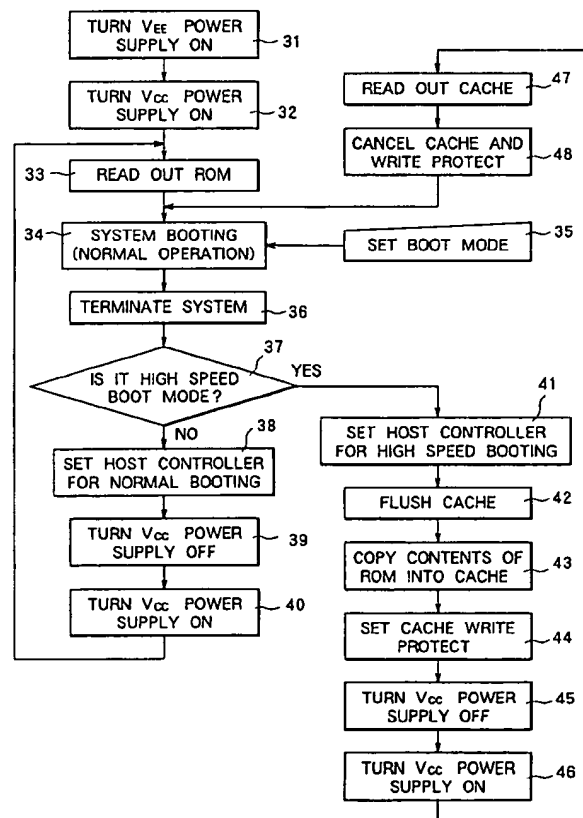 TURN VEE POWER
SUPPLY ON
31
TURN VCC POWER
SUPPLY ON
32
33
READ OUT ROM
34
SYSTEM BOOTING
(NORMAL OPERATION)
READ OUT CACHE
47
CANCEL CACHE AND
WRITE PROTECT
48
SET BOOT MODE
35
TERMINATE SYSTEM
36
37
IS IT HIGH SPEED
BOOT MODE?
YES
NO
38
SET HOST CONTROLLER
FOR NORMAL BOOTING
TURN VCC POWER
SUPPLY OFF
39
TURN VCC POWER
SUPPLY ON
40
41
SET HOST CONTROLLER
FOR HIGH SPEED BOOTING
FLUSH CACHE
42
COPY CONTENTS OF
ROM INTO CACHE
43
SET CACHE WRITE
PROTECT
44
TURN VCC POWER
SUPPLY OFF
45
TURN VCC POWER
SUPPLY ON
46